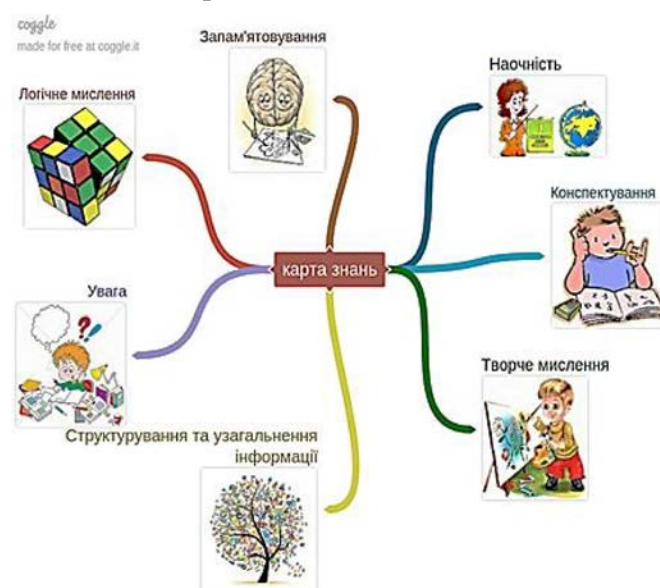 coggle
made for free at coggle.it
Запам'ятовування
Наочність
Логічне мислення
Конспектування
карта знань
Увага
Творче мислення
Структурування та узагальнення
інформації